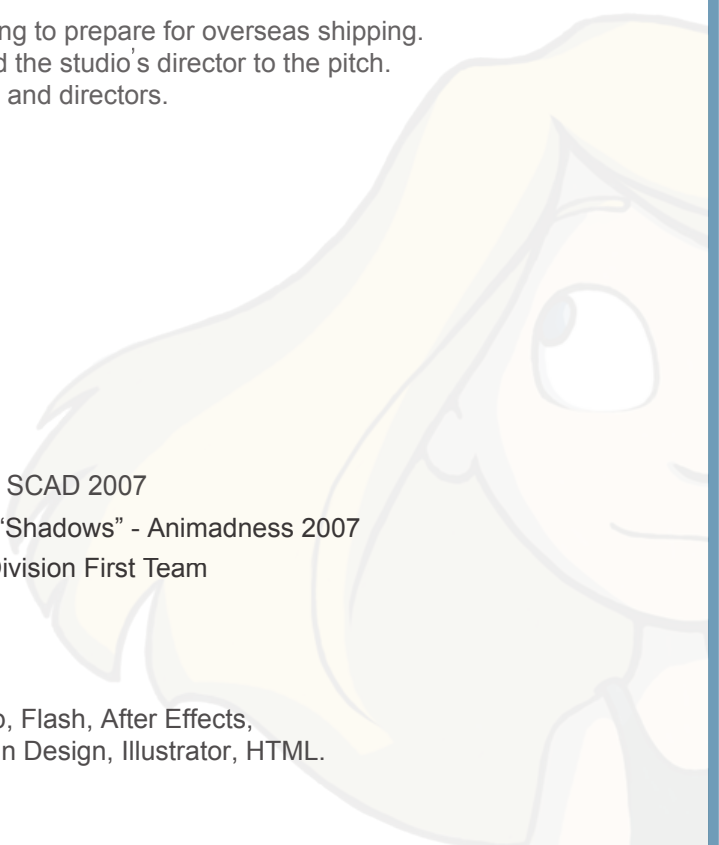 ng to prepare for overseas shipping.
d the studio's director to the pitch.
and directors.
SCAD 2007
"Shadows" - Animadness 2007
ivision First Team
o, Flash, After Effects,
n Design, Illustrator, HTML.